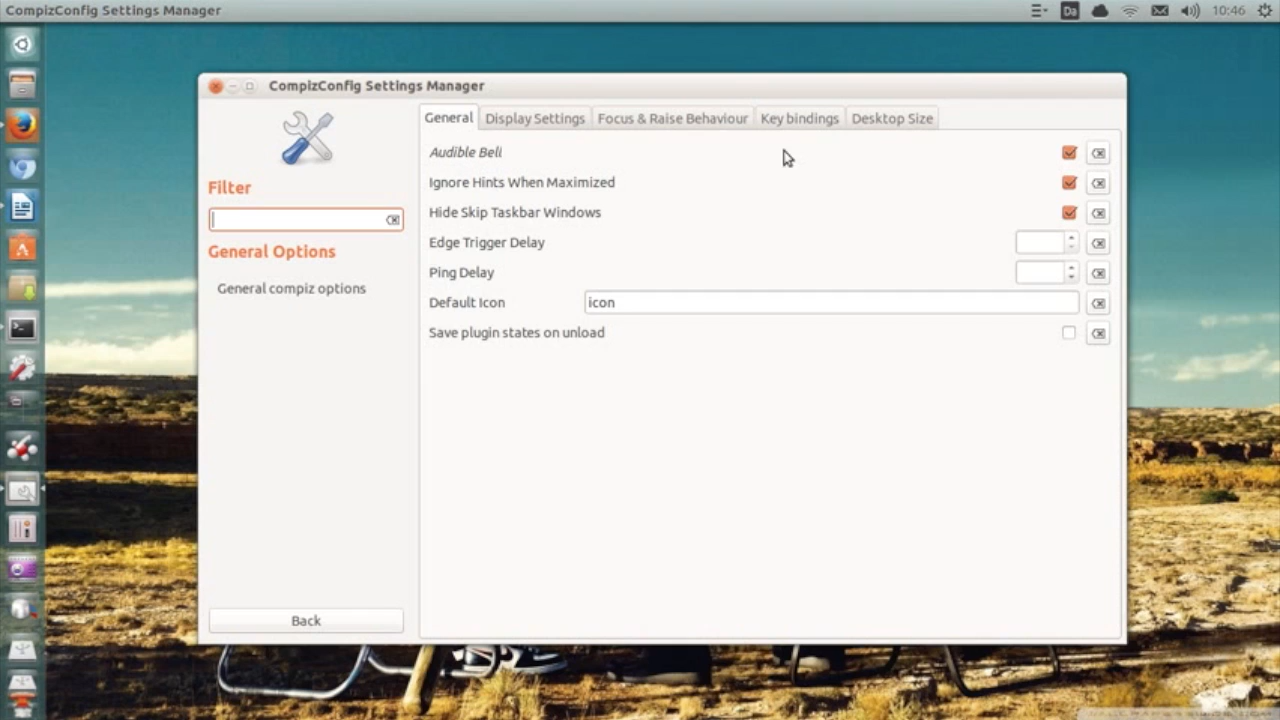 CompizConfig Settings Manager
Da
10:46
CompizConfig Settings Manager
General
Display Settings
Focus & Raise Behaviour
Key bindings
Desktop Size
Filter
General Options
General compiz options
Back
Audible Bell
Ignore Hints When Maximized
Hide Skip Taskbar Windows
Edge Trigger Delay
Ping Delay
Default Icon
icon
Save plugin states on unload